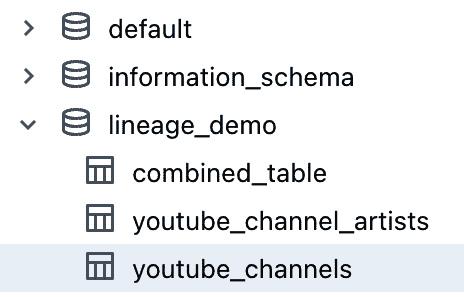 default
information_schema
lineage_demo
combined_table
youtube_channel_artists
youtube_channels